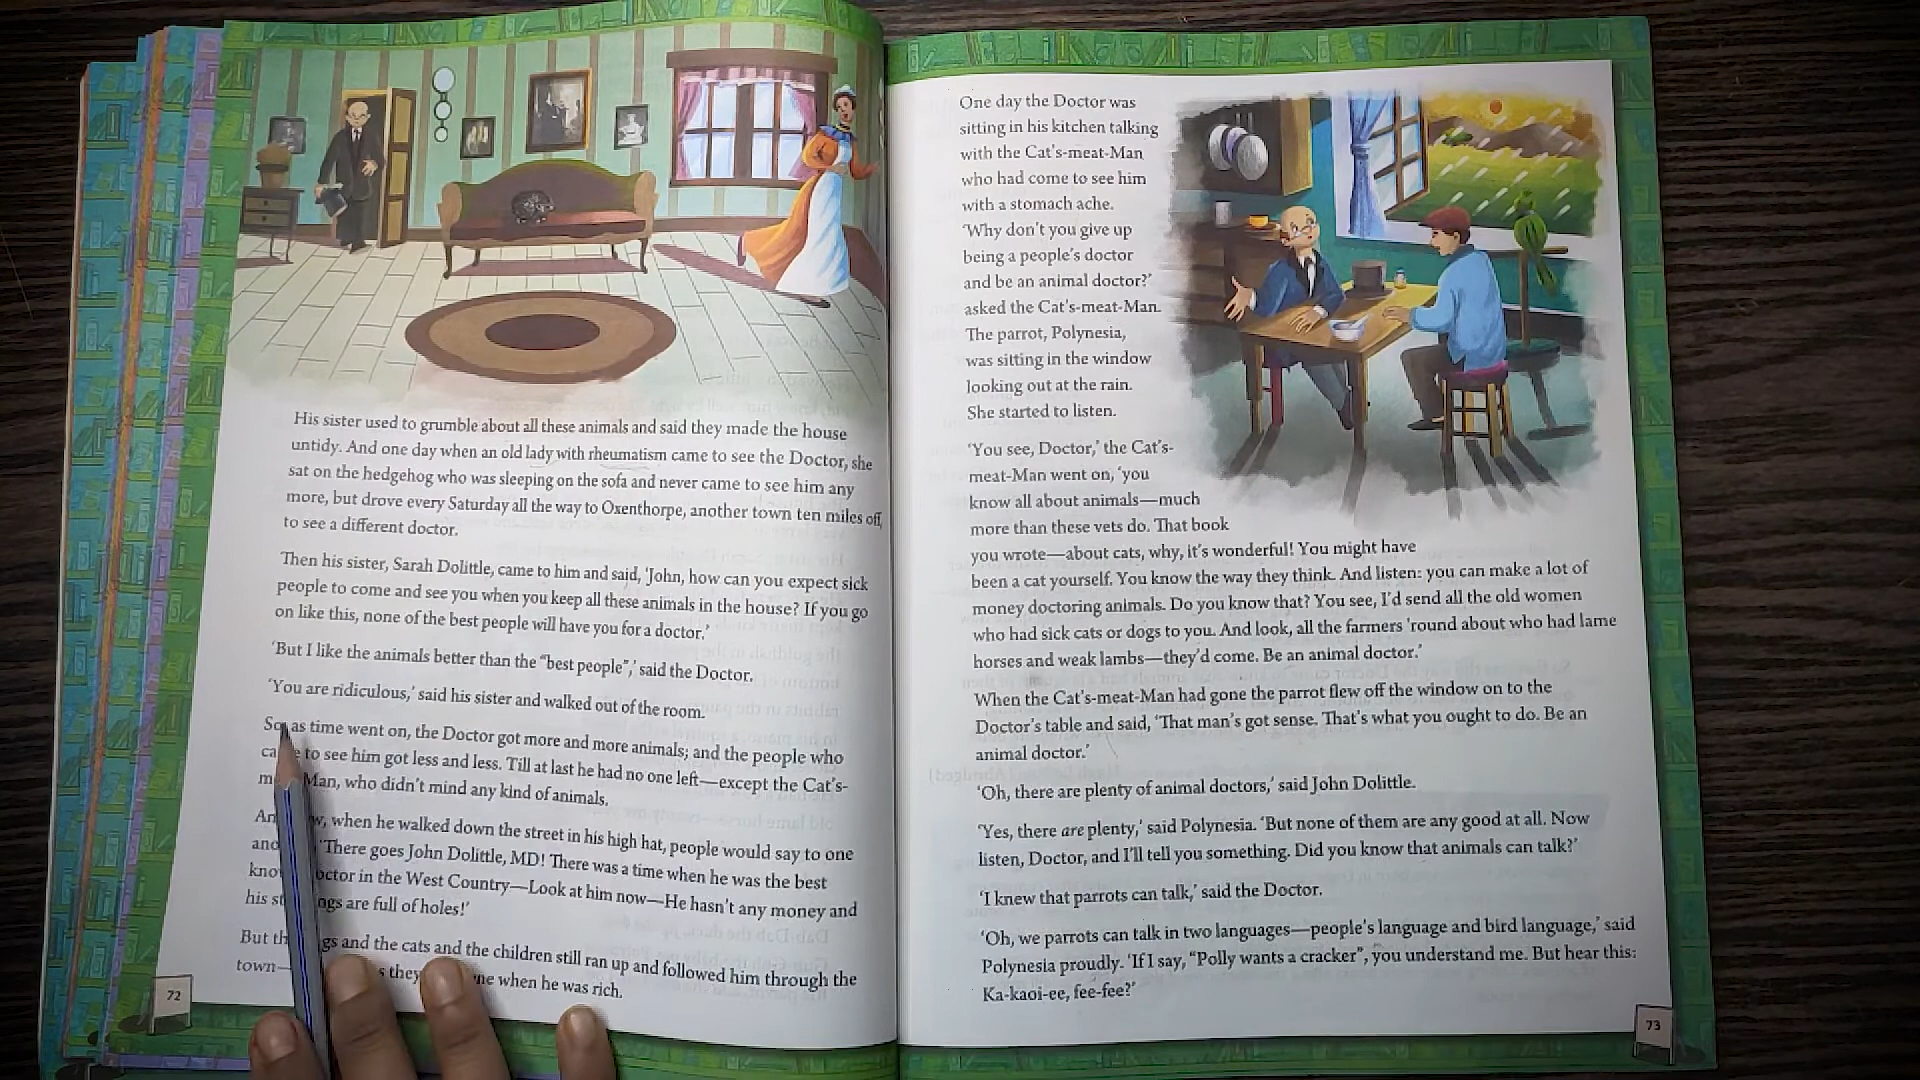 His sister used to grumble about all these animals and said they made the house
untidy. And one day when an old lady with rheumatism came to see the Doctor, she
sat on the hedgehog who was sleeping on the sofa and never came to see him any
more, but drove every Saturday all the way to Oxenthorpe, another town ten miles off,
to see a different doctor.
Then his sister, Sarah Dolittle, came to him and said, 'John, how can you expect sick
people to come and see you when you keep all these animals in the house? If you go
on like this, none of the best people will have you for a doctor.'
'But I like the animals better than the "best people",' said the Doctor.
'You are ridiculous,' said his sister and walked out of the room.
So, as time went on, the Doctor got more and more animals; and the people who
to see him got less and less. Till at last he had no one left—except the Cat's-
Man, who didn't mind any kind of animals.
when he walked down the street in his high hat, people would say to one
'There goes John Dolittle, MD! There was a time when he was the best
in the West Country—Look at him now—He hasn't any money and
his are full of holes!'
But and the cats and the children still ran up and followed him through the
town— they when he was rich.
72
One day the Doctor was
sitting in his kitchen talking
with the Cat's-meat-Man
who had come to see him
with a stomach ache.
'Why don't you give up
being a people's doctor
and be an animal doctor?'
asked the Cat's-meat-Man.
The parrot, Polynesia,
was sitting in the window
looking out at the rain.
She started to listen.
'You see, Doctor,' the Cat's-
meat-Man went on, 'you
know all about animals—much
more than these vets do. That book
you wrote—about cats, why, it's wonderful! You might have
been a cat yourself. You know the way they think. And listen: you can make a lot of
money doctoring animals. Do you know that? You see, I'd send all the old women
who had sick cats or dogs to you. And look, all the farmers 'round about who had lame
horses and weak lambs—they'd come. Be an animal doctor.'
When the Cat's-meat-Man had gone the parrot flew off the window on to the
Doctor's table and said, 'That man's got sense. That's what you ought to do. Be an
animal doctor.'
'Oh, there are plenty of animal doctors,' said John Dolittle.
'Yes, there are plenty,' said Polynesia. 'But none of them are any good at all. Now
listen, Doctor, and I'll tell you something. Did you know that animals can talk?'
'I knew that parrots can talk,' said the Doctor.
'Oh, we parrots can talk in two languages—people's language and bird language,' said
Polynesia proudly. 'If I say, "Polly wants a cracker", you understand me. But hear this:
Ka-kaoi-ee, fee-fee?'
73